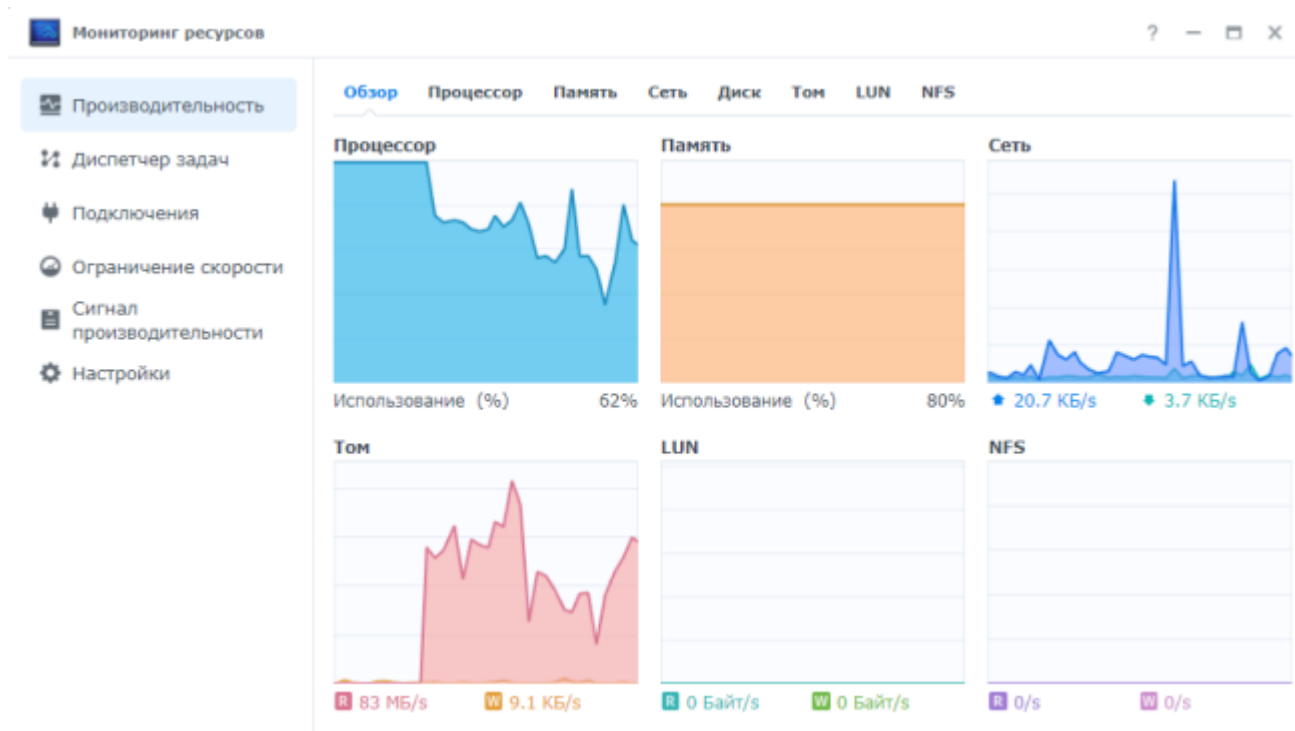 Мониторинг ресурсов
?
Производительность
Диспетчер задач
Подключения
Ограничение скорости
Сигнал
производительности
Настройки
Обзор Процессор Память Сеть Диск Том LUN NFS
Процессор
Использование (%) 62%
Память
Использование (%) 80%
Сеть
20.7 КБ/s 3.7 КБ/s
Том
R 83 МБ/s W 9.1 КБ/s
LUN
R 0 Байт/s W 0 Байт/s
NFS
R 0/s W 0/s